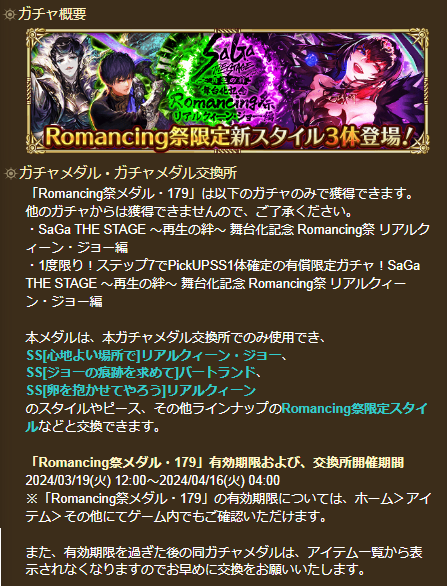 ガチャ概要
SaGa
THE STAGE
舞台化記念
Romancing祭
リアルクィーン・ジョー編
Romancing祭限定新スタイル3体登場!
ガチャメダル・ガチャメダル交換所
「Romancing祭メダル・179」は以下のガチャのみで獲得できます。
他のガチャからは獲得できませんので、ご了承ください。
・SaGa THE STAGE ～再生の絆～ 舞台化記念 Romancing祭 リアルク
ィーン・ジョー編
・1度限り！ステップ7でPickUPSS1体確定の有償限定ガチャ！SaGa
THE STAGE ～再生の絆～ 舞台化記念 Romancing祭 リアルクィー
ン・ジョー編
本メダルは、本ガチャメダル交換所でのみ使用でき、
SS[心地よい場所で]リアルクィーン・ジョー、
SS[ジョーの痕跡を求めて]バートランド、
SS[卵を抱かせてやろう]リアルクィーン
のスタイルやピース、その他ラインナップのRomancing祭限定スタイ
ルなどと交換できます。
「Romancing祭メダル・179」有効期限および、交換所開催期間
2024/03/19(火) 12:00～2024/04/16(火) 04:00
※「Romancing祭メダル・179」の有効期限については、ホーム＞アイ
テム＞その他にてゲーム内でもご確認いただけます。
また、有効期限を過ぎた後の同ガチャメダルは、アイテム一覧から表
示されなくなりますのでお早めに交換をお願いいたします。